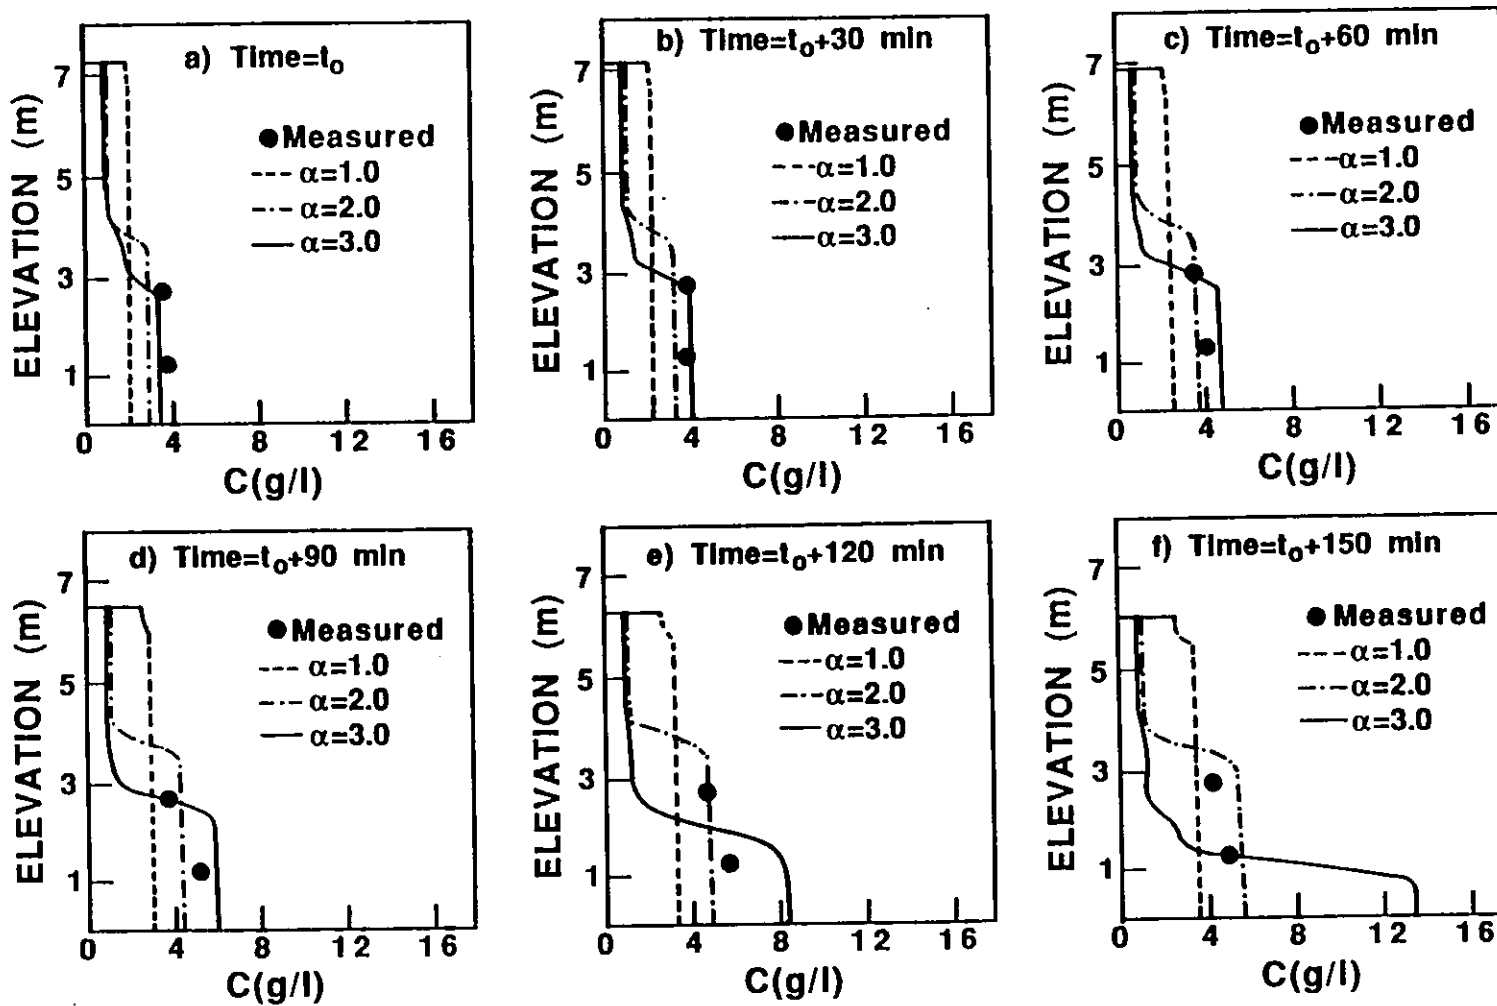 a) Time=to
ELEVATION (m)
7
5
3
1
●Measured
--- α=1.0
-·-· α=2.0
— α=3.0
0 4 8 12 16
C(g/l)
b) Time=to+30 min
ELEVATION (m)
7
5
3
1
●Measured
--- α=1.0
-·-· α=2.0
— α=3.0
0 4 8 12 16
C(g/l)
c) Time=to+60 min
ELEVATION (m)
7
5
3
1
●Measured
--- α=1.0
-·-· α=2.0
— α=3.0
0 4 8 12 16
C(g/l)
d) Time=to+90 min
ELEVATION (m)
7
5
3
1
●Measured
--- α=1.0
-·-· α=2.0
— α=3.0
0 4 8 12 16
C(g/l)
e) Time=to+120 min
ELEVATION (m)
7
5
3
1
●Measured
--- α=1.0
-·-· α=2.0
— α=3.0
0 4 8 12 16
C(g/l)
f) Time=to+150 min
ELEVATION (m)
7
5
3
1
●Measured
--- α=1.0
-·-· α=2.0
— α=3.0
0 4 8 12 16
C(g/l)